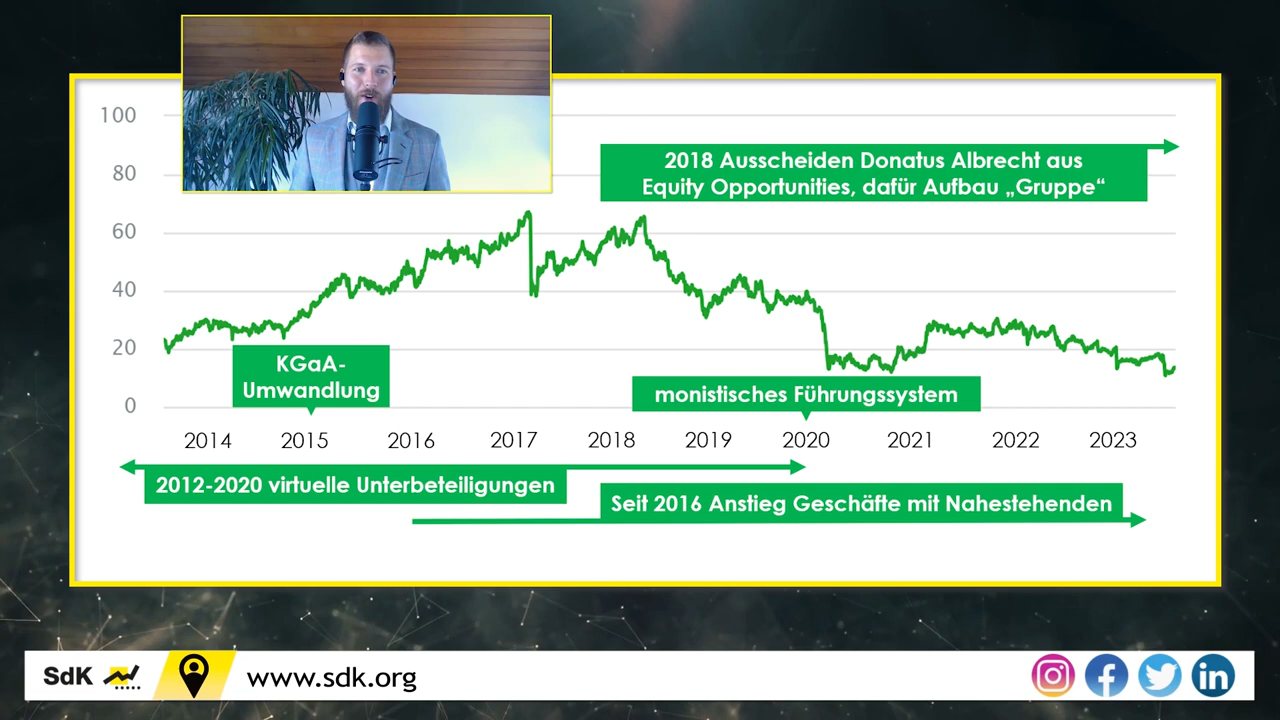 100
80
60
40
20
0
2018 Ausscheiden Donatus Albrecht aus
Equity Opportunities, dafür Aufbau „Gruppe“
KGaA-
Umwandlung
monistisches Führungssystem
2014 2015 2016 2017 2018 2019 2020 2021 2022 2023
2012-2020 virtuelle Unterbeteiligungen
Seit 2016 Anstieg Geschäfte mit Nahestehenden
SdK www.sdk.org